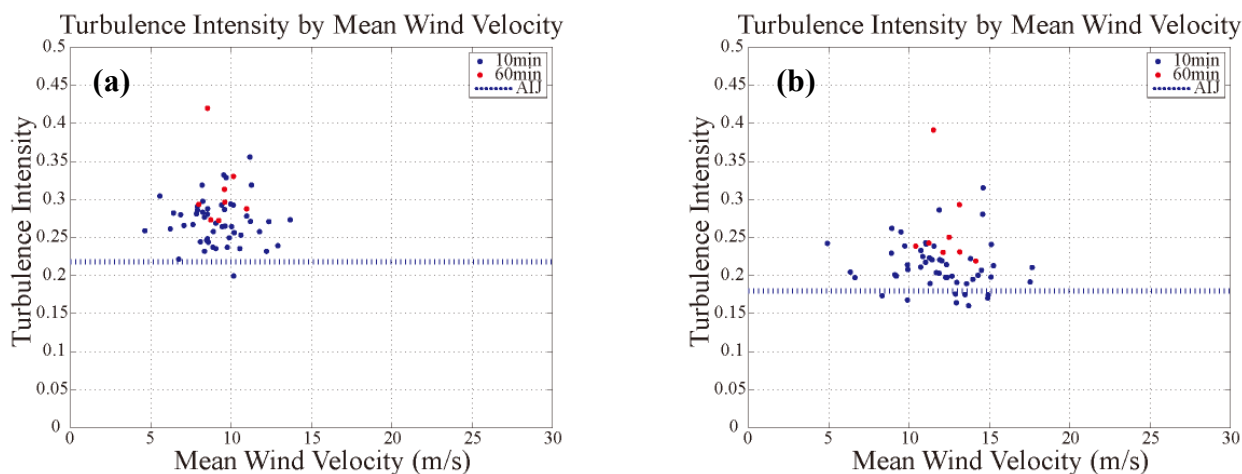 Turbulence Intensity by Mean Wind Velocity
(a)
10min
60min
AIJ
0.5
0.45
0.4
0.35
0.3
0.25
0.2
0.15
0.1
0.05
0
Turbulence Intensity
0 5 10 15 20 25 30
Mean Wind Velocity (m/s)
Turbulence Intensity by Mean Wind Velocity
(b)
10min
60min
AIJ
0.5
0.45
0.4
0.35
0.3
0.25
0.2
0.15
0.1
0.05
0
Turbulence Intensity
0 5 10 15 20 25 30
Mean Wind Velocity (m/s)